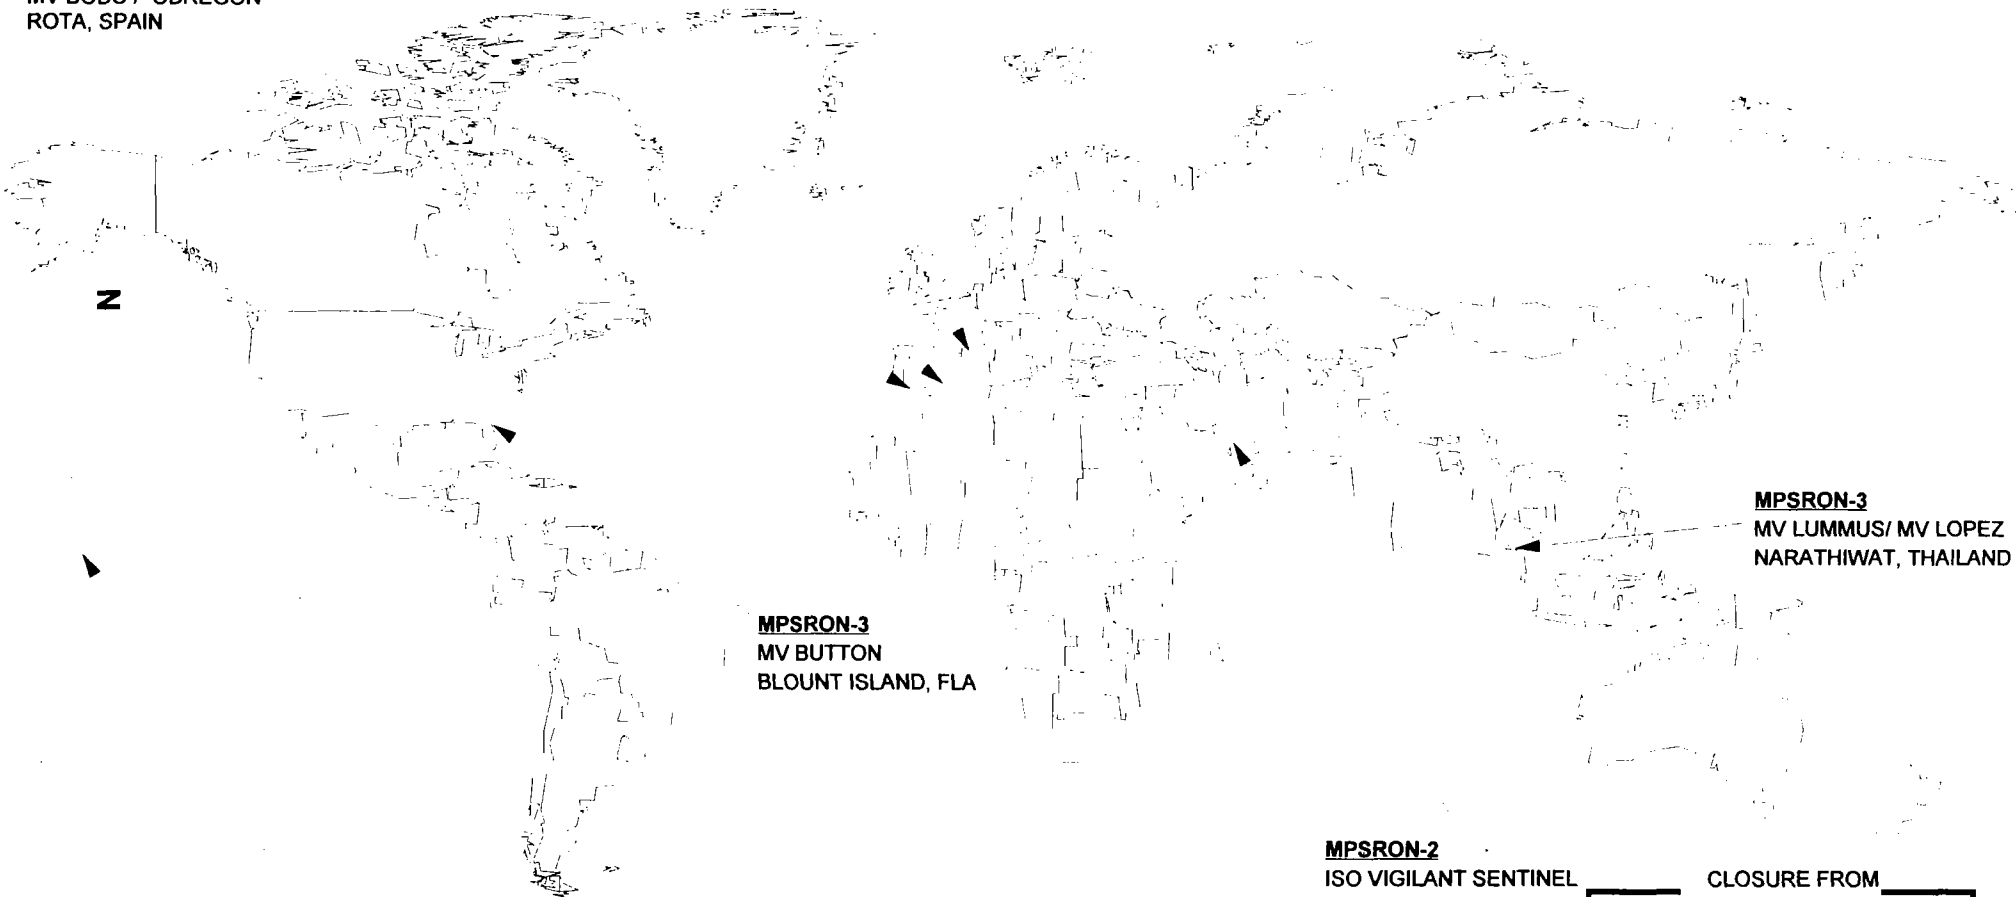 ROTA, SPAIN
N
MPSRON-3
MV LUMMUS/ MV LOPEZ
NARATHIWAT, THAILAND
MPSRON-3
MV BUTTON
BLOUNT ISLAND, FLA
MPSRON-2
ISO VIGILANT SENTINEL CLOSURE FROM